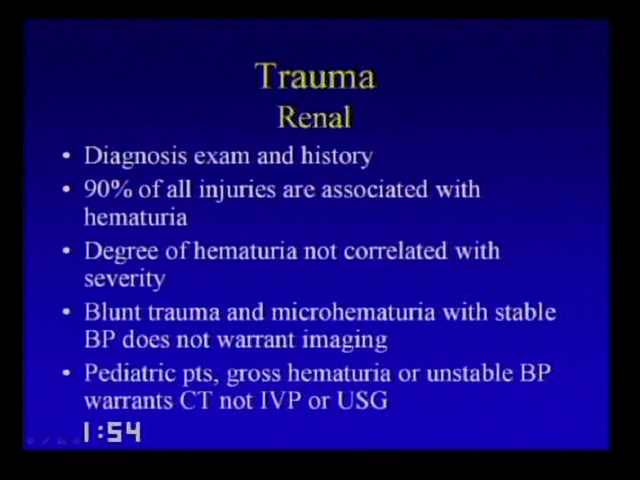 Trauma
Renal
• Diagnosis exam and history
• 90% of all injuries are associated with
hematuria
• Degree of hematuria not correlated with
severity
• Blunt trauma and microhematuria with stable
BP does not warrant imaging
• Pediatric pts, gross hematuria or unstable BP
warrants CT not IVP or USG
1:54